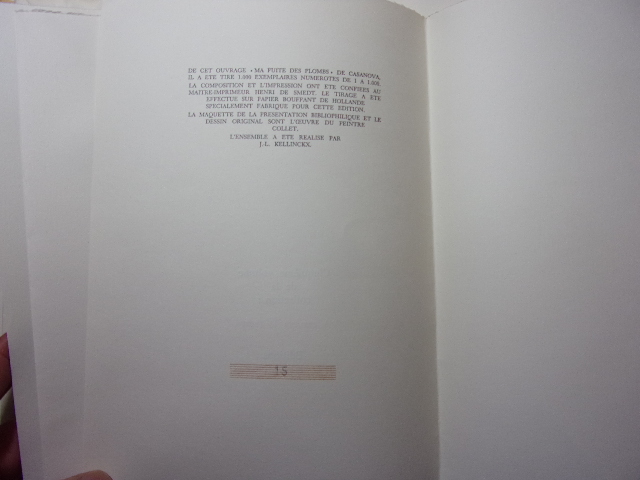 DE CET OUVRAGE « MA FUITE DES PLOMBS » DE CASANOVA,
IL A ETE TIRE 1.000 EXEMPLAIRES NUMEROTES DE 1 A 1.000.
LA COMPOSITION ET L'IMPRESSION ONT ETE CONFIEES AU
MAITRE-IMPRIMEUR HENRI DE SMEDT. LE TIRAGE A ETE
EFFECTUE SUR PAPIER BOUFFANT DE HOLLANDE,
SPECIALEMENT FABRIQUE POUR CETTE EDITION.
LA MAQUETTE DE LA PRESENTATION BIBLIOPHILIQUE ET LE
DESSIN ORIGINAL SONT L'ŒUVRE DU PEINTRE
COLLET.
L'ENSEMBLE A ETE REALISE PAR
J.-L. KELLINCKX.
15